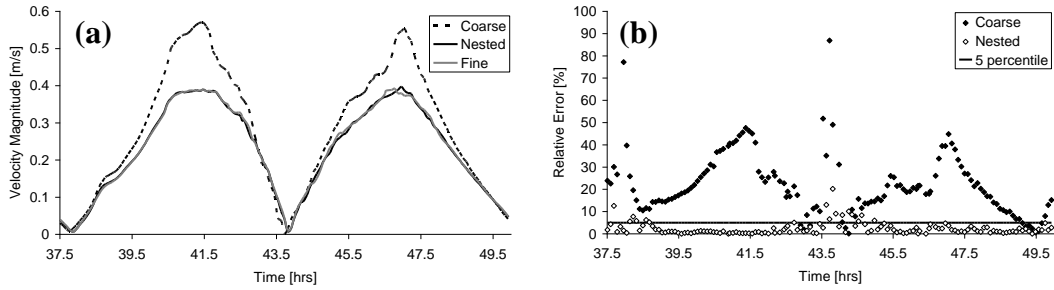 (a)
Velocity Magnitude [m/s]
0.6
0.5
0.4
0.3
0.2
0.1
0
37.5 39.5 41.5 43.5 45.5 47.5 49.5
Time [hrs]
Coarse
Nested
Fine
(b)
Relative Error [%]
100
90
80
70
60
50
40
30
20
10
0
37.5 39.5 41.5 43.5 45.5 47.5 49.5
Time [hrs]
Coarse
Nested
5 percentile